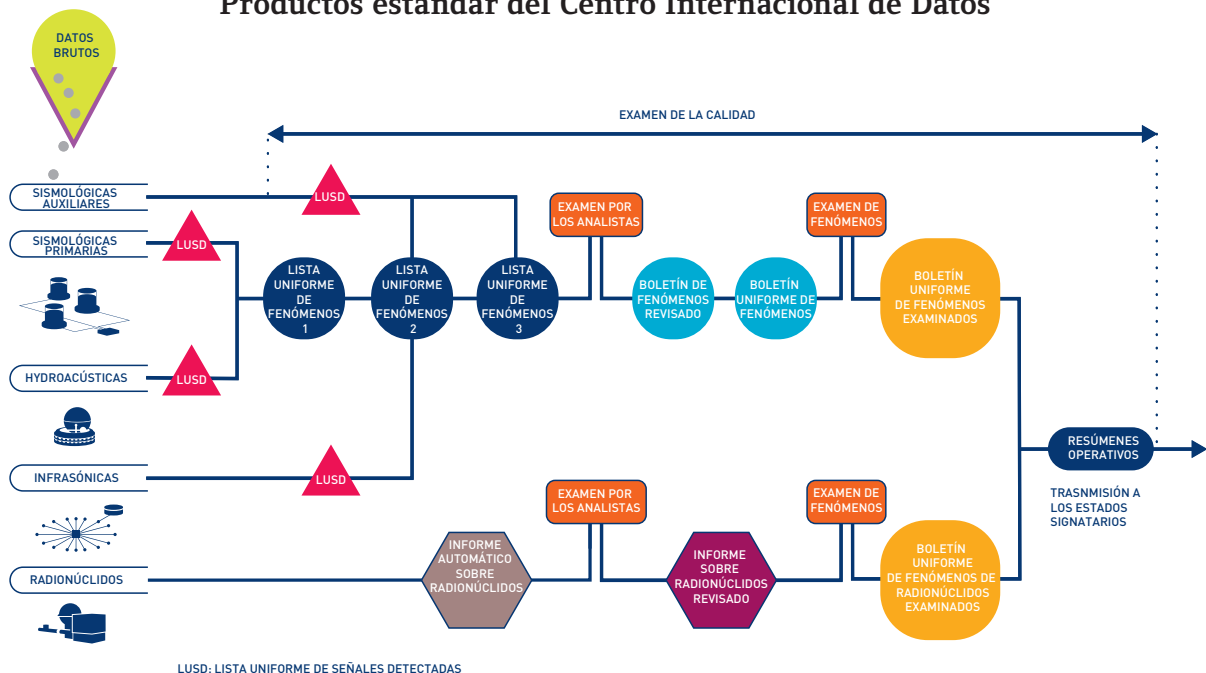 Productos estándar del Centro Internacional de Datos
DATOS
BRUTOS
EXAMEN DE LA CALIDAD
SISMOLÓGICAS
AUXILIARES
LUSD
EXAMEN POR
LOS ANALISTAS
EXAMEN DE
FENÓMENOS
SISMOLÓGICAS
PRIMARIAS
LUSD
LISTA
UNIFORME
DE
FENÓMENOS
1
LISTA
UNIFORME
DE
FENÓMENOS
2
LISTA
UNIFORME
DE
FENÓMENOS
3
BOLETÍN DE
FENÓMENOS
REVISADO
BOLETÍN
UNIFORME DE
FENÓMENOS
BOLETÍN
UNIFORME
DE FENÓMENOS
EXAMINADOS
HYDROACÚSTICAS
LUSD
RESÚMENES
OPERATIVOS
INFRASÓNICAS
LUSD
TRASNMISIÓN A
LOS ESTADOS
SIGNATARIOS
EXAMEN POR
LOS ANALISTAS
EXAMEN DE
FENÓMENOS
RADIONÚCLIDOS
INFORME
AUTOMÁTICO
SOBRE
RADIONÚCLIDOS
INFORME
SOBRE
RADIONÚCLIDOS
REVISADO
BOLETÍN
UNIFORME
DE FENÓMENOS DE
RADIONÚCLIDOS
EXAMINADOS
LUSD: LISTA UNIFORME DE SEÑALES DETECTADAS